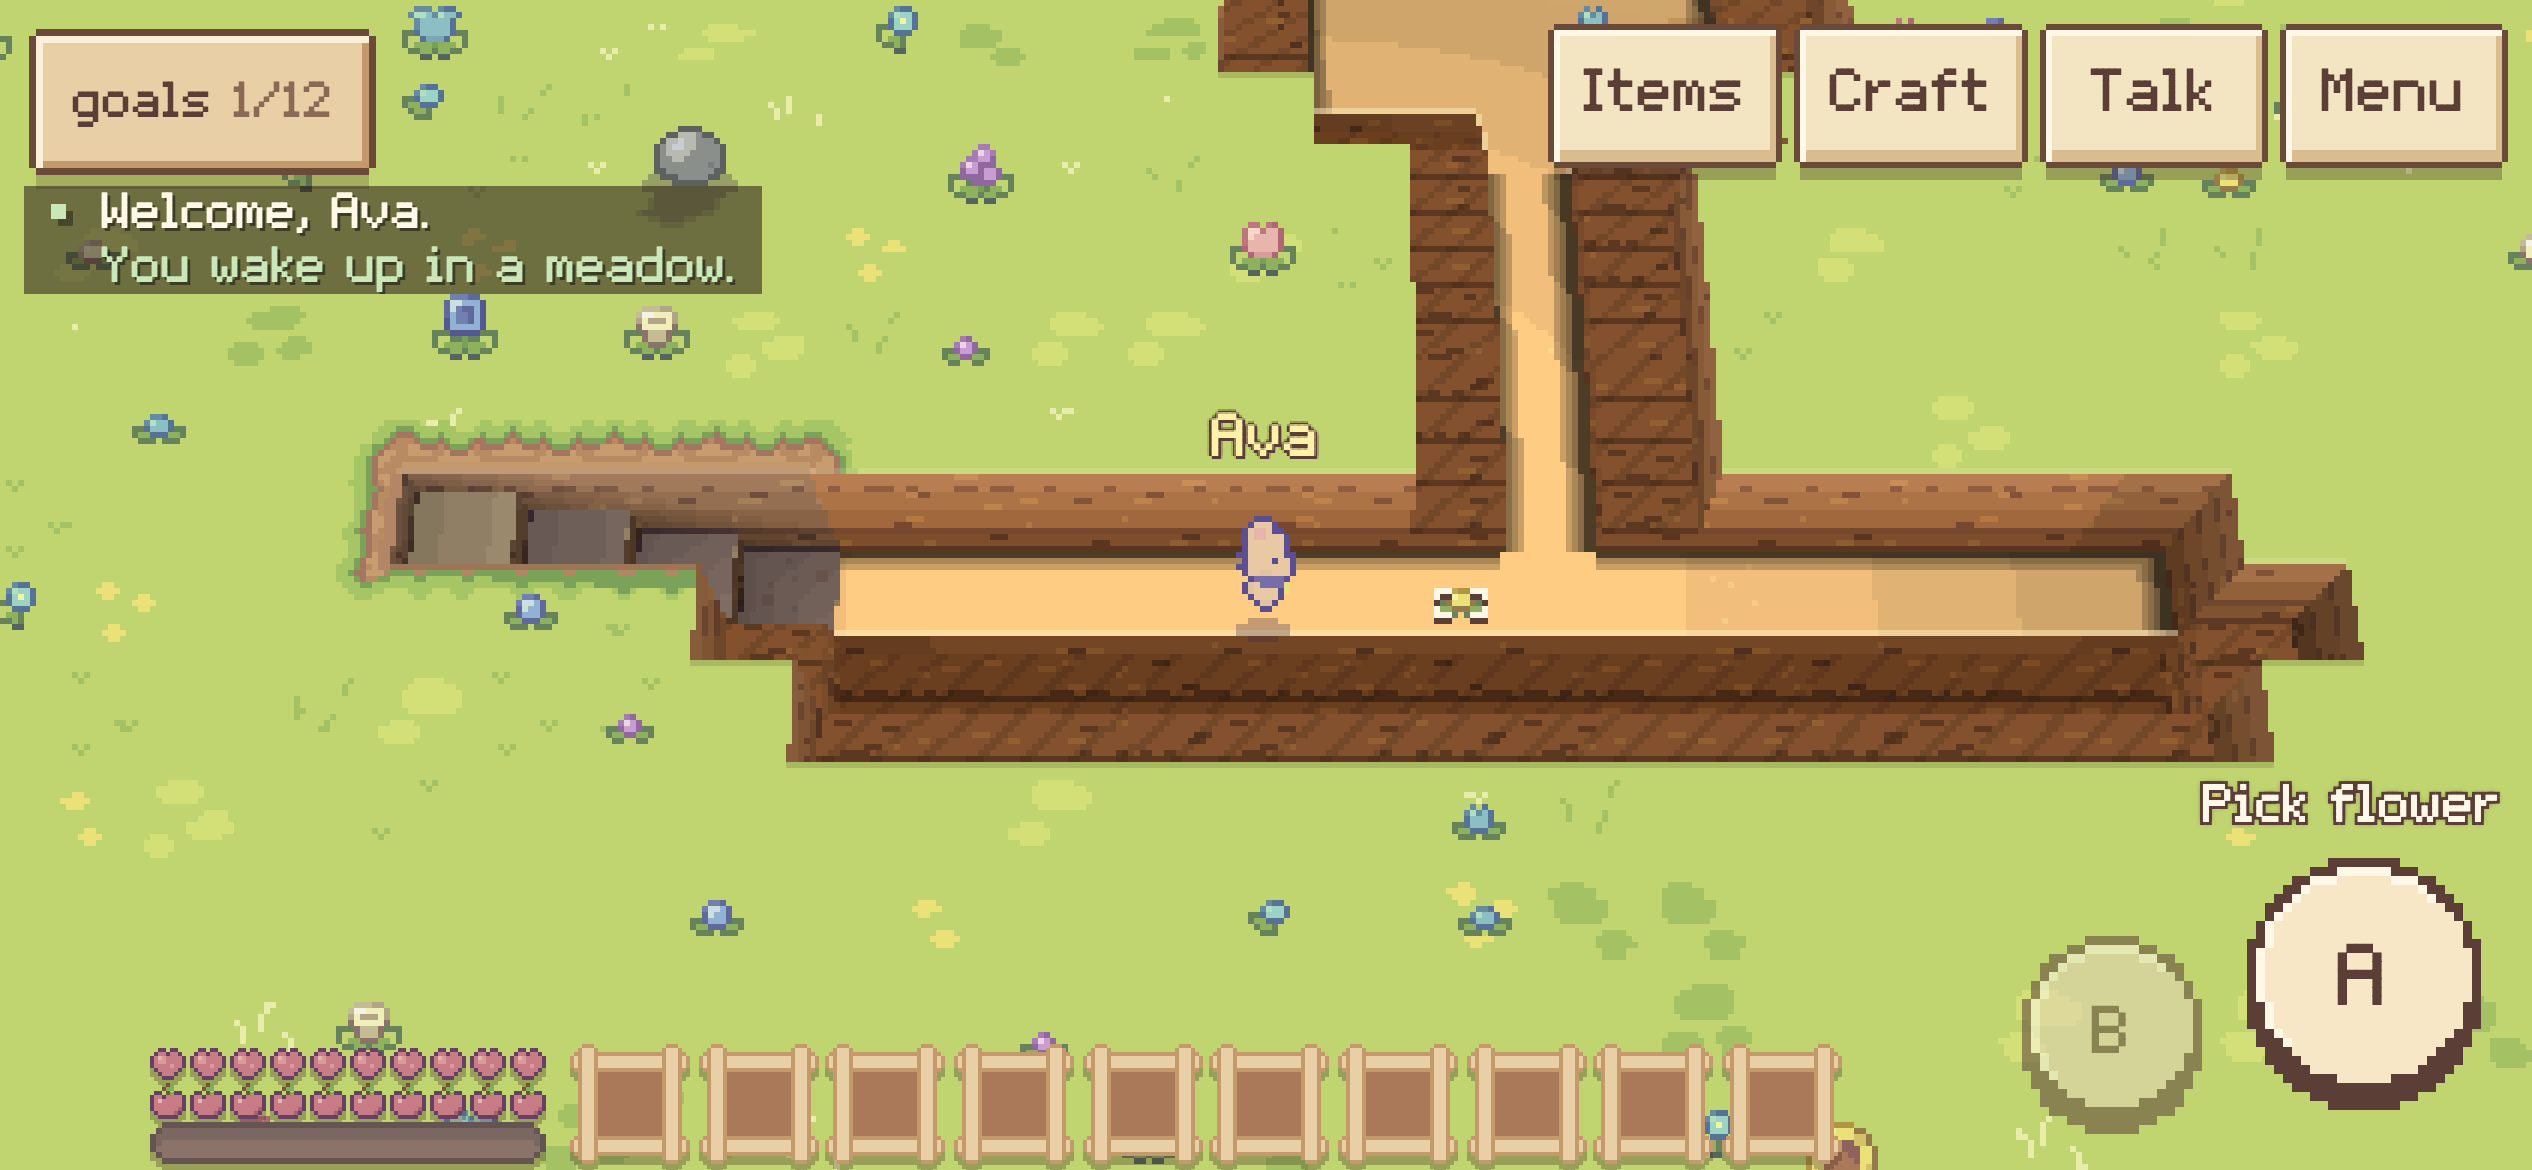 goals 1/12
Items
Craft
Talk
Menu
Welcome, Ava.
You wake up in a meadow.
Ava
Pick flower
A
B